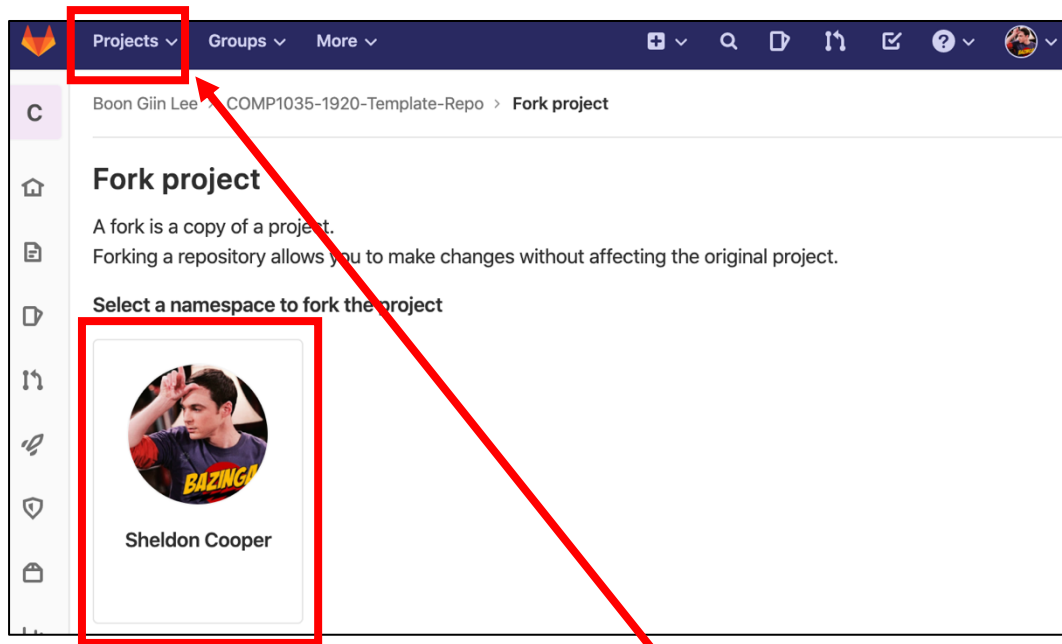 Projects Groups More
C
Boon Giin Lee > COMP1035-1920-Template-Repo > Fork project
Fork project
A fork is a copy of a project.
Forking a repository allows you to make changes without affecting the original project.
Select a namespace to fork the project
BAZINGA
Sheldon Cooper